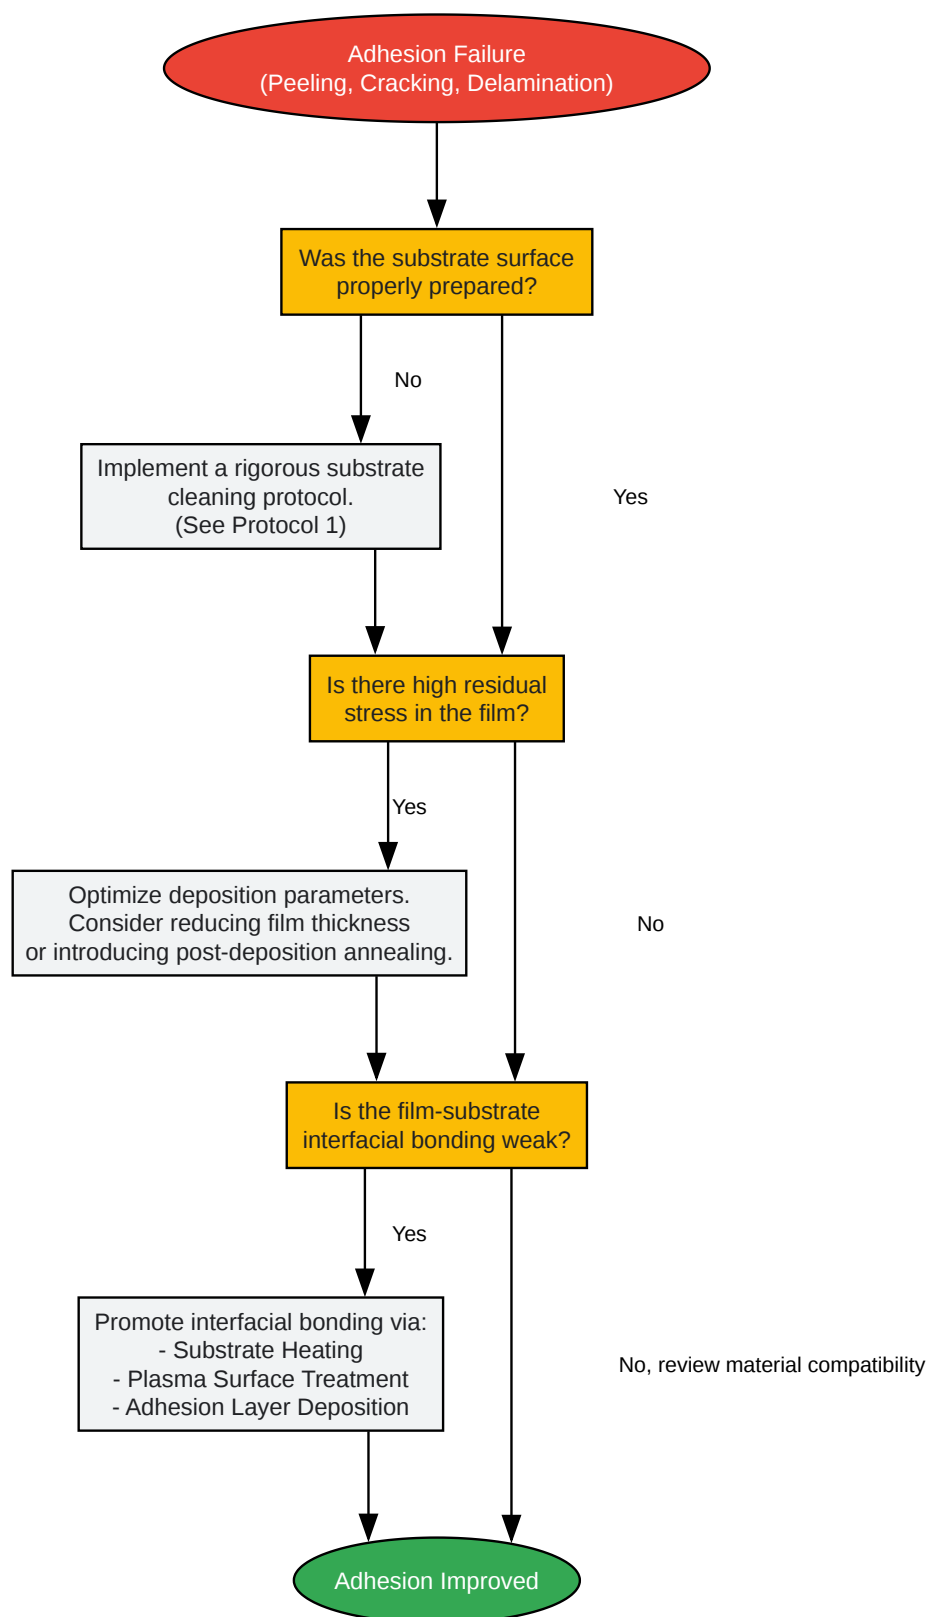 Adhesion Failure
(Peeling, Cracking, Delamination)
Was the substrate surface
properly prepared?
No
Implement a rigorous substrate
cleaning protocol.
(See Protocol 1)
Yes
Is there high residual
stress in the film?
Yes
Optimize deposition parameters.
Consider reducing film thickness
or introducing post-deposition annealing.
No
Is the film-substrate
interfacial bonding weak?
Yes
Promote interfacial bonding via:
- Substrate Heating
- Plasma Surface Treatment
- Adhesion Layer Deposition
No, review material compatibility
Adhesion Improved